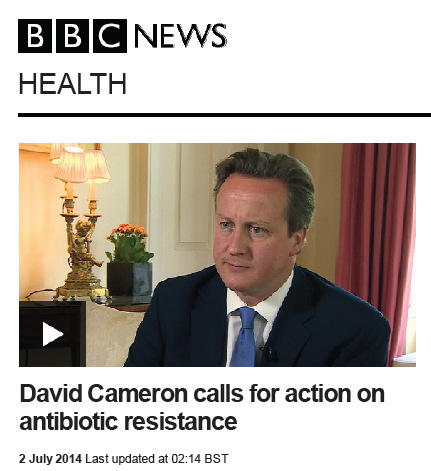 BBC NEWS
HEALTH
David Cameron calls for action on
antibiotic resistance
2 July 2014 Last updated at 02:14 BST